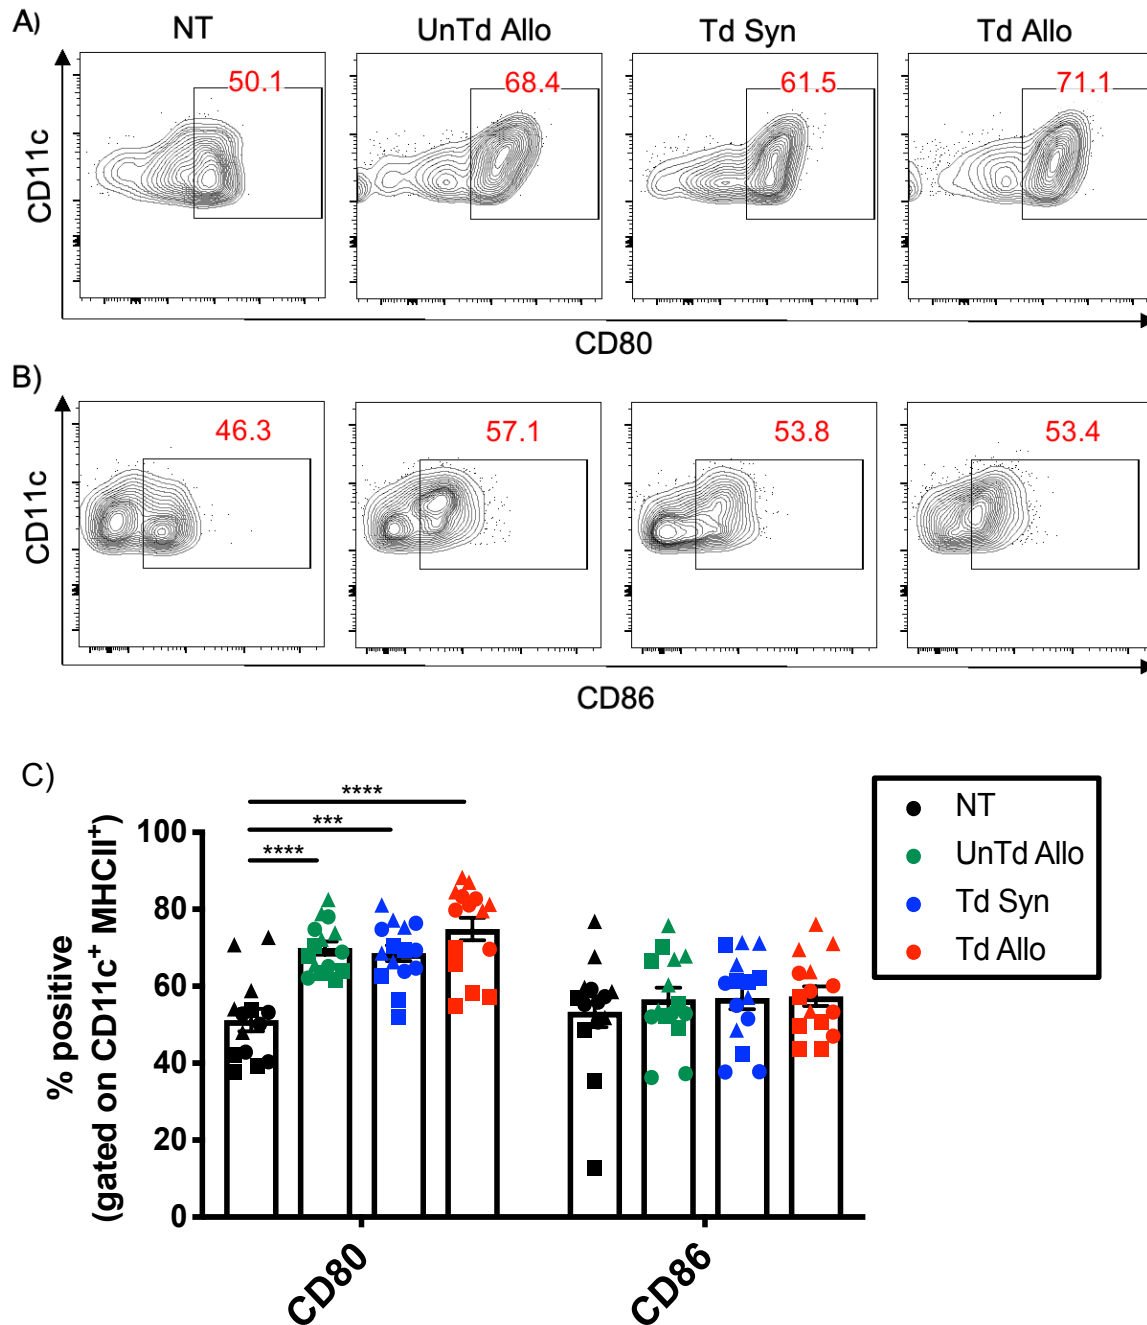 A)
NT UnTd Allo Td Syn Td Allo
50.1 68.4 61.5 71.1
CD11c
CD80
B)
46.3 57.1 53.8 53.4
CD11c
CD86
C)
****
***
****
% positive
(gated on CD11c⁺ MHCII⁺)
100
80
60
40
20
0
CD80 CD86
NT
UnTd Allo
Td Syn
Td Allo